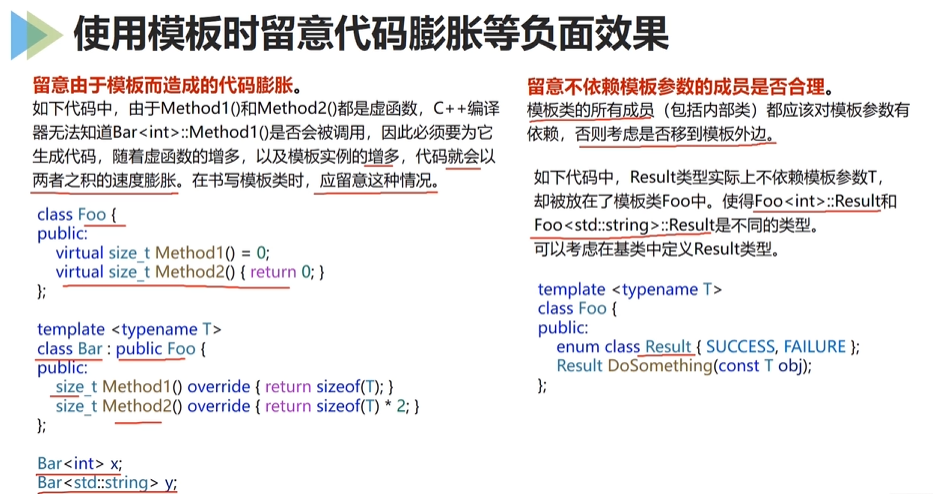 使用模板时留意代码膨胀等负面效果
留意由于模板而造成的代码膨胀。
如下代码中，由于Method1()和Method2()都是虚函数，C++编译
器无法知道Bar<int>::Method1()是否会被调用，因此必须要为它
生成代码，随着虚函数的增多，以及模板实例的增多，代码就会以
两者之积的速度膨胀。在书写模板类时，应留意这种情况。
class Foo {
public:
    virtual size_t Method1() = 0;
    virtual size_t Method2() { return 0; }
};
template <typename T>
class Bar : public Foo {
public:
    size_t Method1() override { return sizeof(T); }
    size_t Method2() override { return sizeof(T) * 2; }
};
Bar<int> x;
Bar<std::string> y;
留意不依赖模板参数的成员是否合理。
模板类的所有成员（包括内部类）都应该对模板参数有
依赖，否则考虑是否移到模板外边。
如下代码中，Result类型实际上不依赖模板参数T，
却被放在了模板类Foo中。使得Foo<int>::Result和
Foo<std::string>::Result是不同的类型。
可以考虑在基类中定义Result类型。
template <typename T>
class Foo {
public:
    enum class Result { SUCCESS, FAILURE };
    Result DoSomething(const T obj);
};